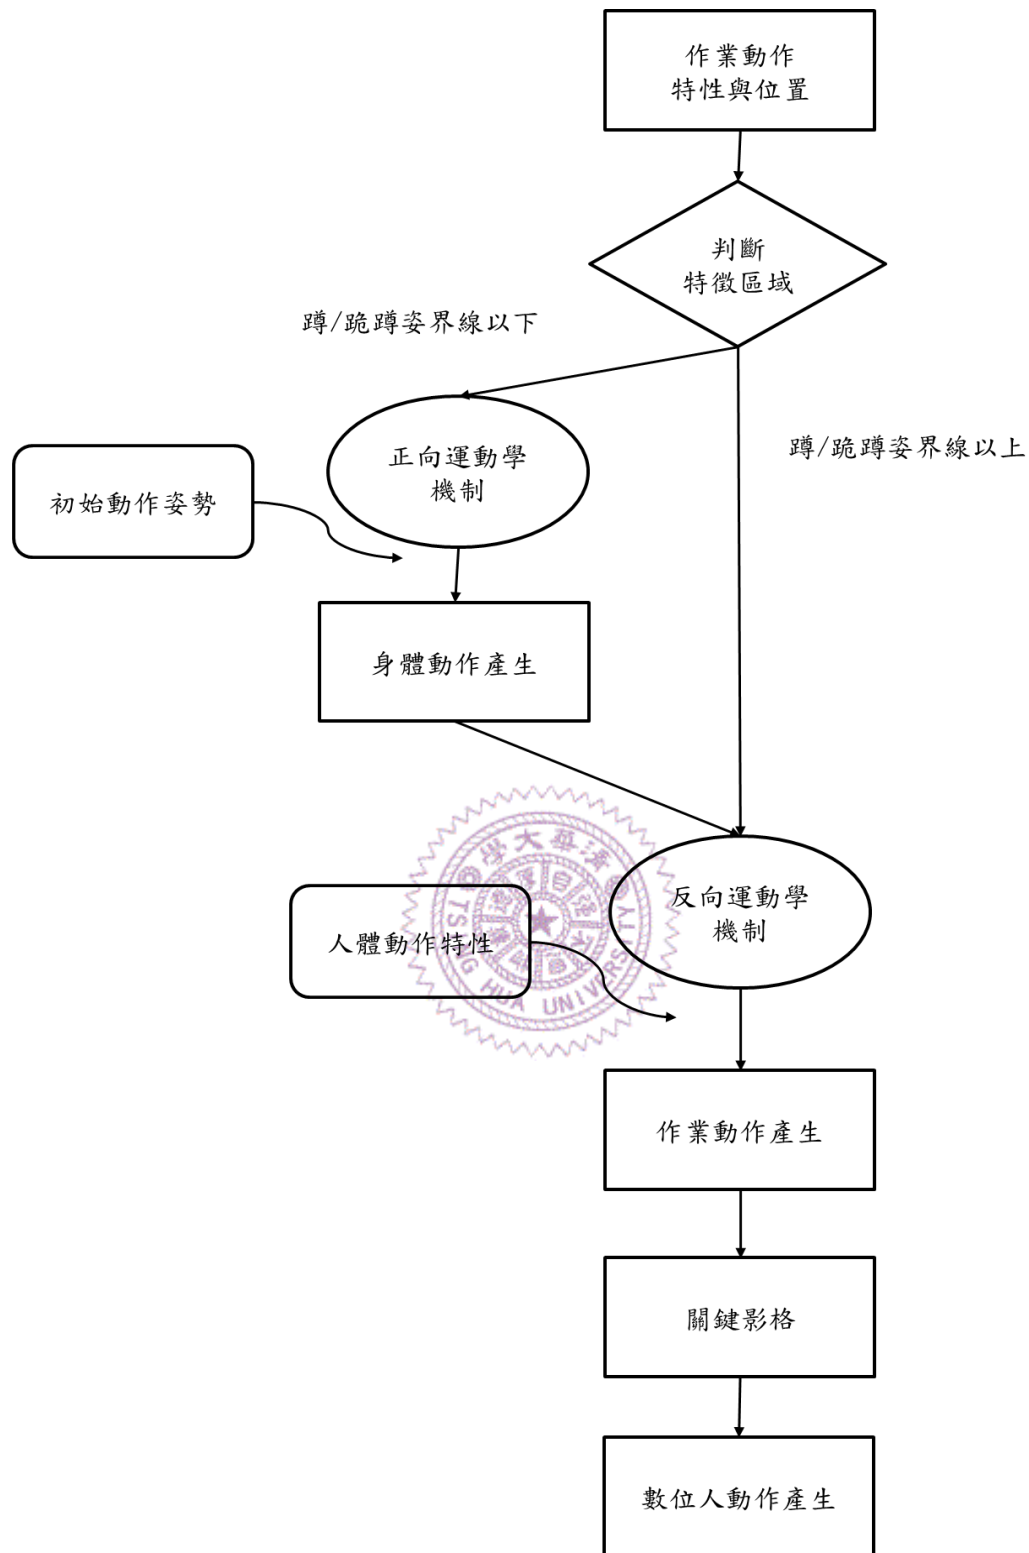 作業動作
特性與位置
判斷
特徵區域
蹲/跪蹲姿界線以下
蹲/跪蹲姿界線以上
正向運動學
機制
初始動作姿勢
身體動作產生
反向運動學
機制
人體動作特性
TSING HUA UNIVERSITY
作業動作產生
關鍵影格
數位人動作產生